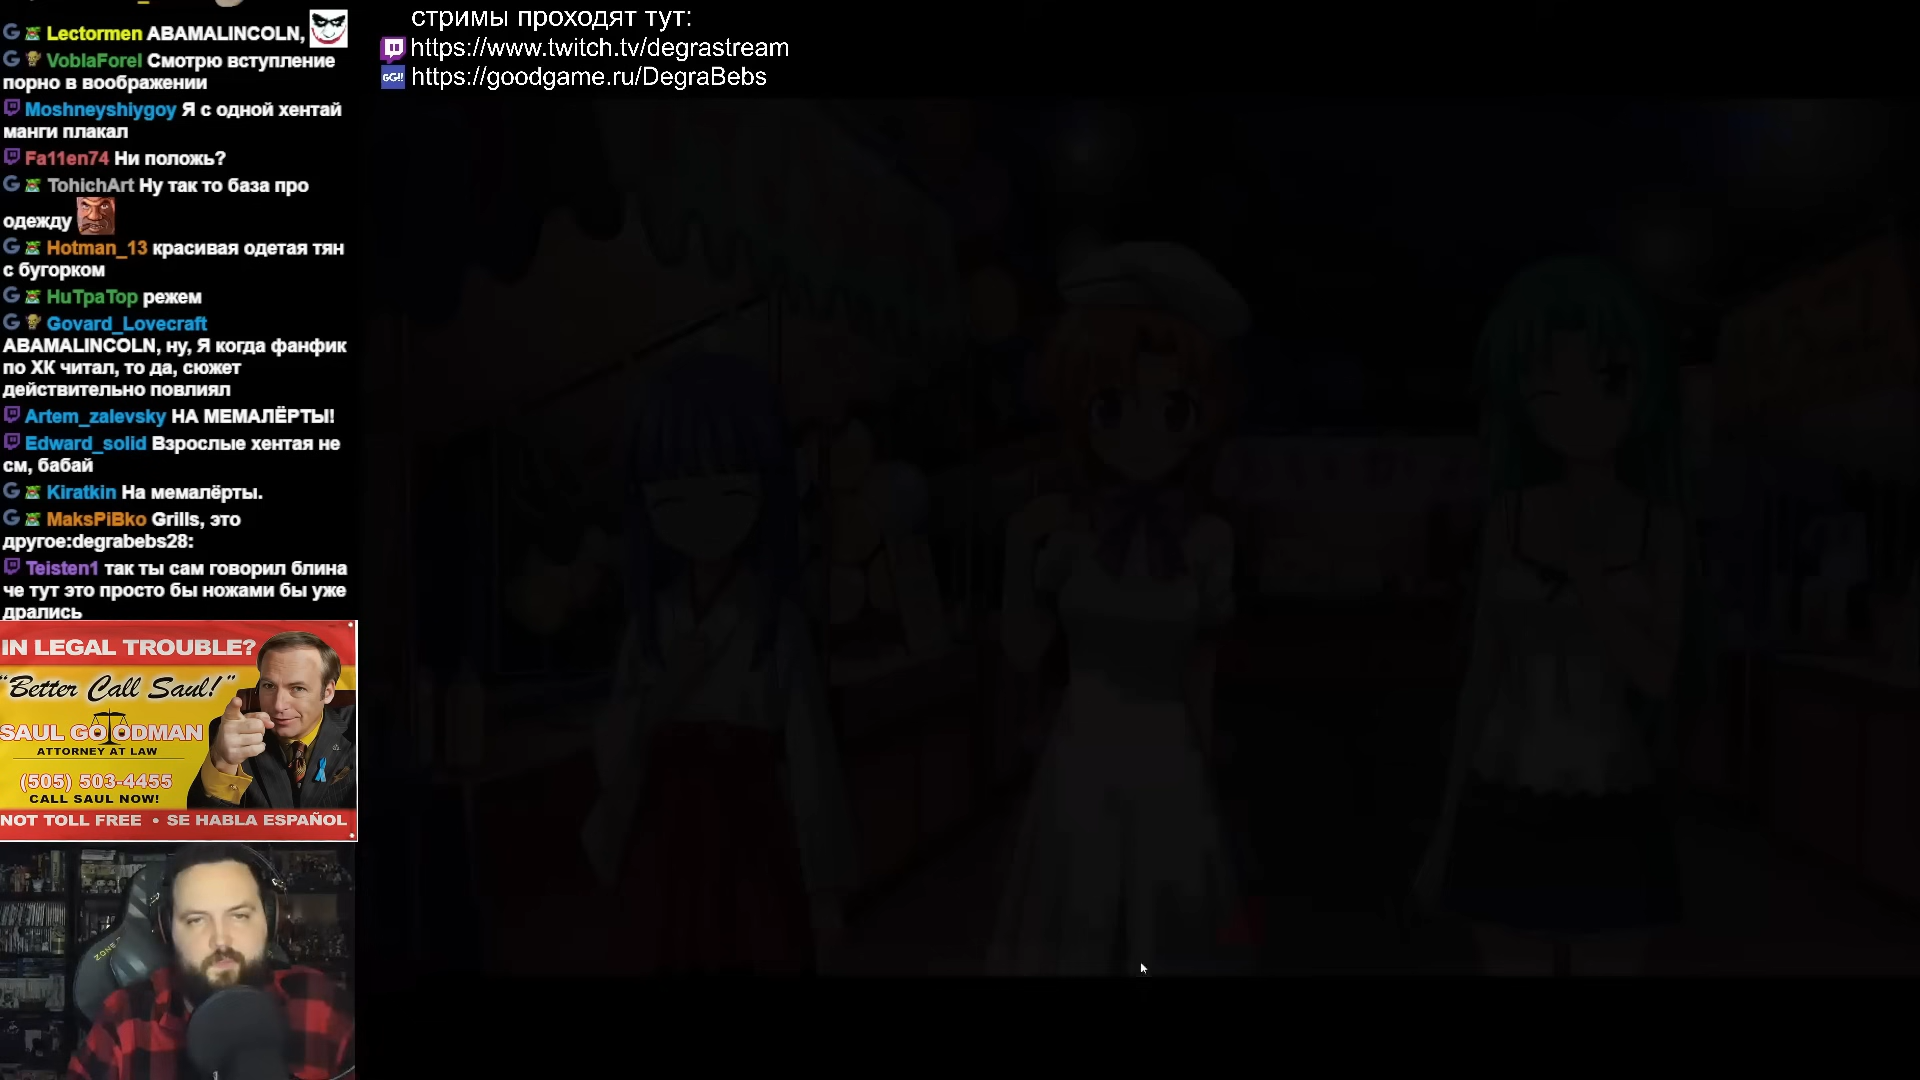 стримы проходят тут:
https://www.twitch.tv/degrastream
GG!! https://goodgame.ru/DegraBebs
Lectormen ABAMALINCOLN,
VoblaForel Смотрю вступление
порно в воображении
Moshneyshiygoy Я с одной хентай
манги плакал
Fa11en74 Ни положь?
TohichArt Ну так то база про
одежду
Hotman_13 красивая одетая тян
с бугорком
HuTpaTop режем
Govard_Lovecraft
ABAMALINCOLN, ну, Я когда фанфик
по ХК читал, то да, сюжет
действительно повлиял
Artem_zalevsky НА МЕМАЛЁРТЫ!
Edward_solid Взрослые хентая не
см, бабай
Kiratkin На мемалёрты.
MaksPiBko Grills, это
другое:degrabebs28:
Teisten1 так ты сам говорил блина
че тут это просто бы ножами бы уже
дрались
IN LEGAL TROUBLE?
"Better Call Saul!"
SAUL GOODMAN
ATTORNEY AT LAW
(505) 503-4455
CALL SAUL NOW!
NOT TOLL FREE • SE HABLA ESPAÑOL
ZONE